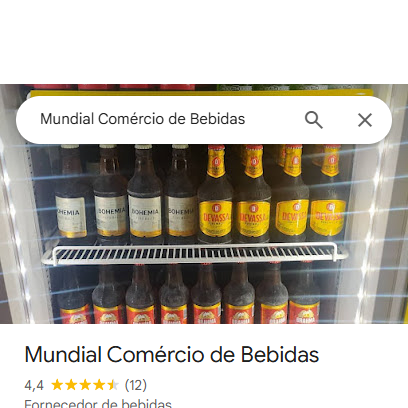 Mundial Comércio de Bebidas
BOHEMIA BOHEMIA BOHEMIA BOHEMIA DEVASSA DEVASSA DEVASSA DEVASSA
Mundial Comércio de Bebidas
4,4 (12)
Fornecedor de bebidas